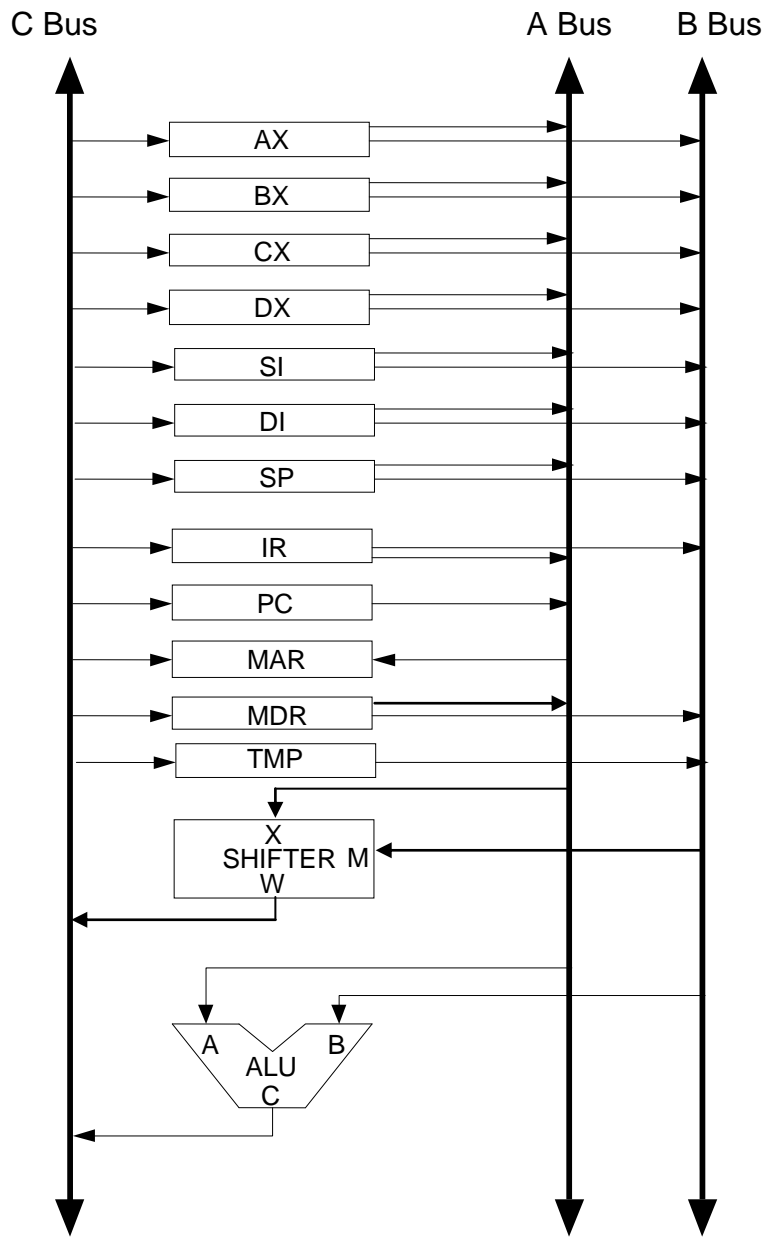 C Bus
A Bus
B Bus
AX
BX
CX
DX
SI
DI
SP
IR
PC
MAR
MDR
TMP
X
SHIFTER M
W
A
B
ALU
C